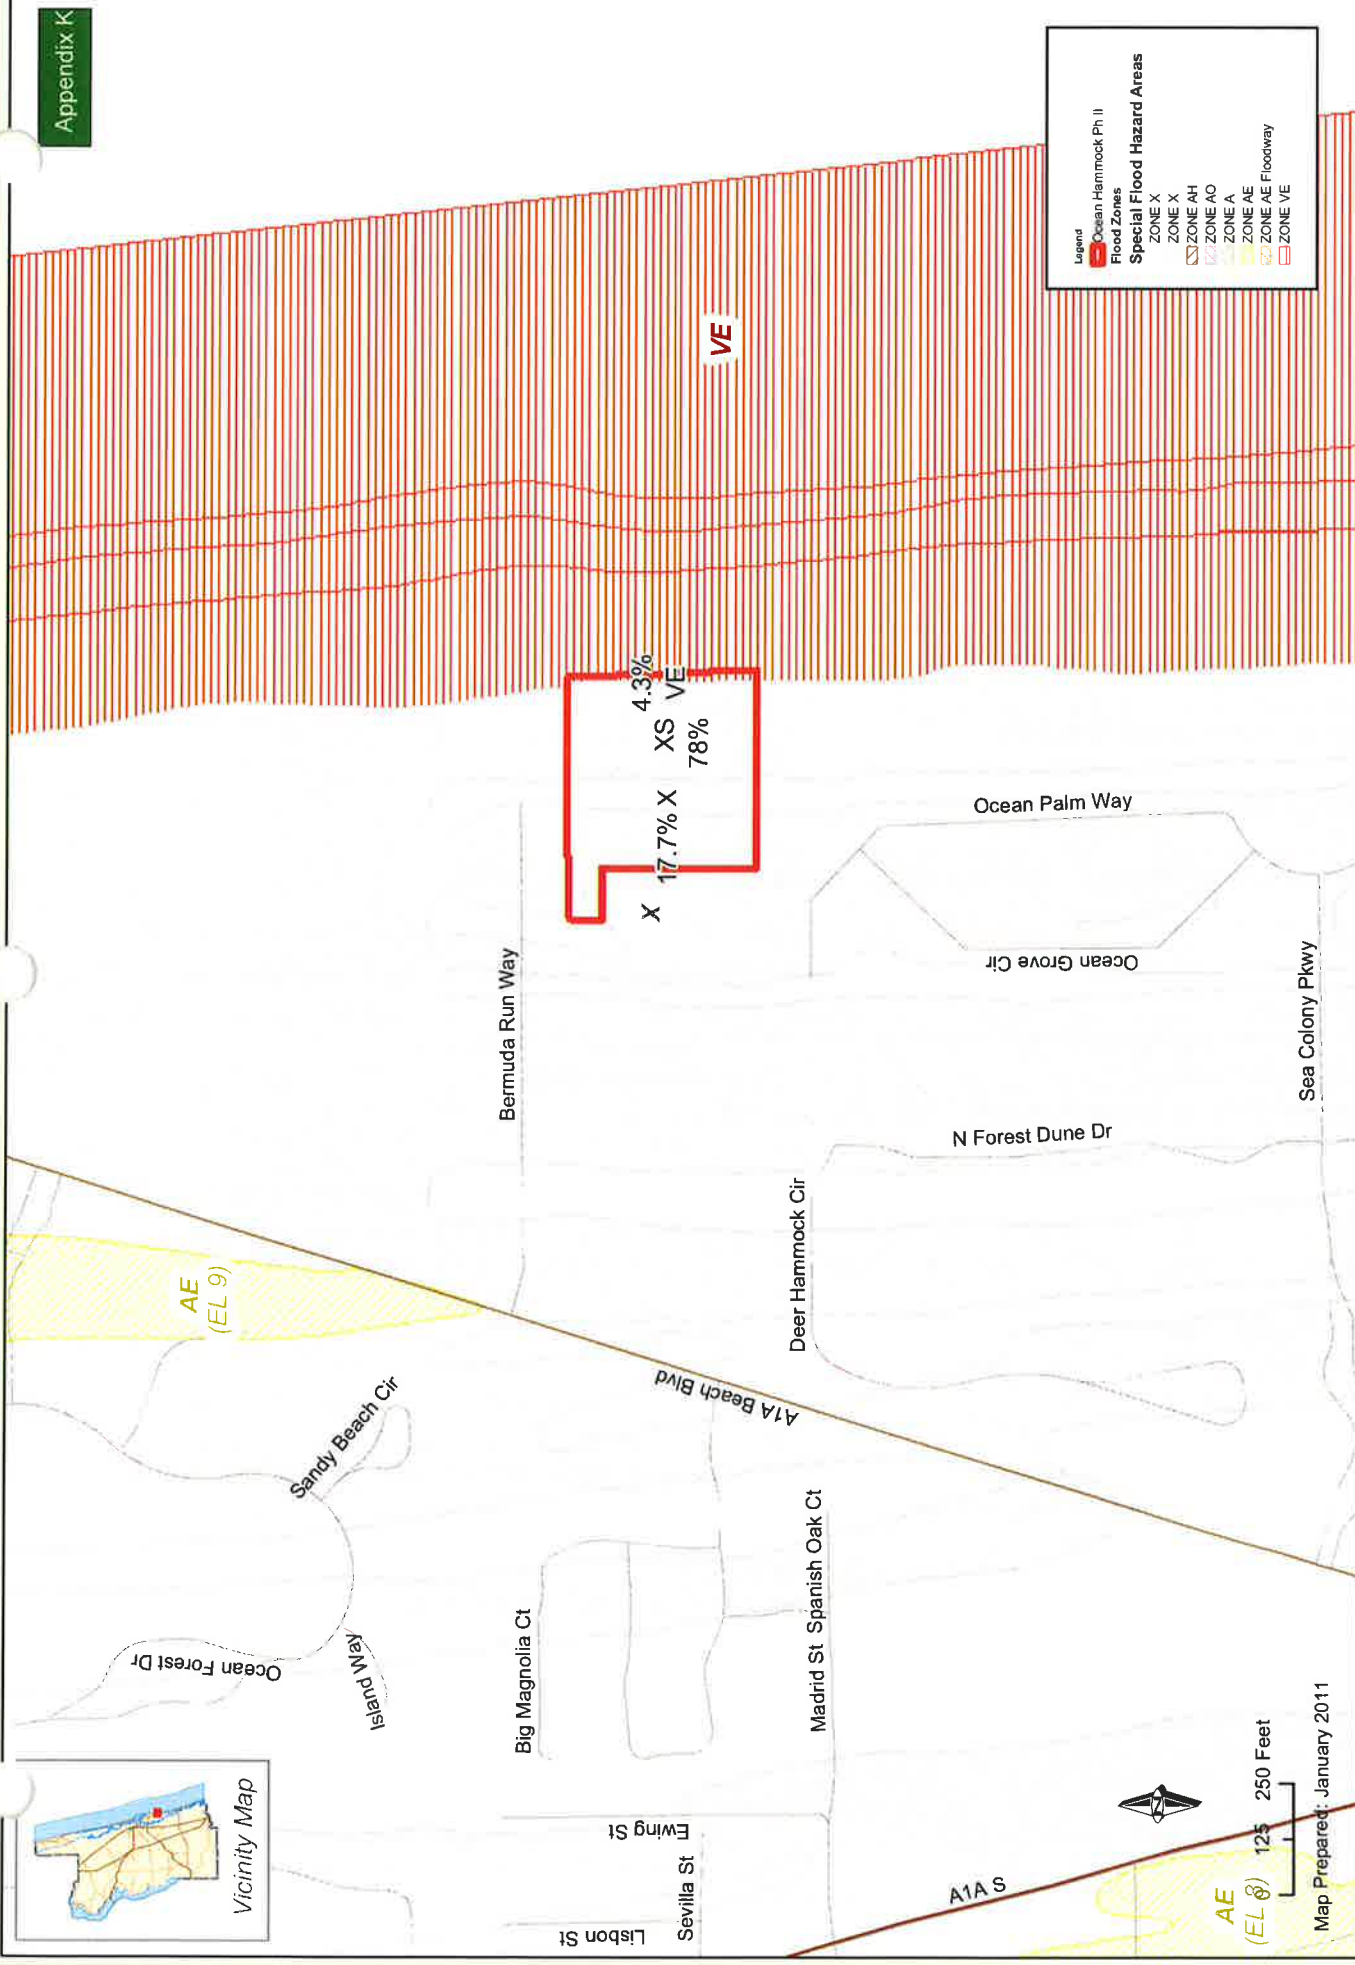 Appendix K
Legend
Ocean Hammock Ph II
Flood Zones
Special Flood Hazard Areas
ZONE X
ZONE X
ZONE AH
ZONE AO
ZONE A
ZONE AE
ZONE AE Floodway
ZONE VE
VE
4.3%
VE
XS
78%
17.7% X
X
Bermuda Run Way
Ocean Palm Way
Ocean Grove Cir
Sea Colony Pkwy
N Forest Dune Dr
Deer Hammock Cir
AE
(EL 9)
A1A Beach Blvd
Sandy Beach Cir
Ocean Forest Dr
Island Way
Big Magnolia Ct
Madrid St
Spanish Oak Ct
Ewing St
Sevilla St
Lisbon St
A1A S
Vicinity Map
N
AE
(EL 8)
0 125 250 Feet
Map Prepared: January 2011